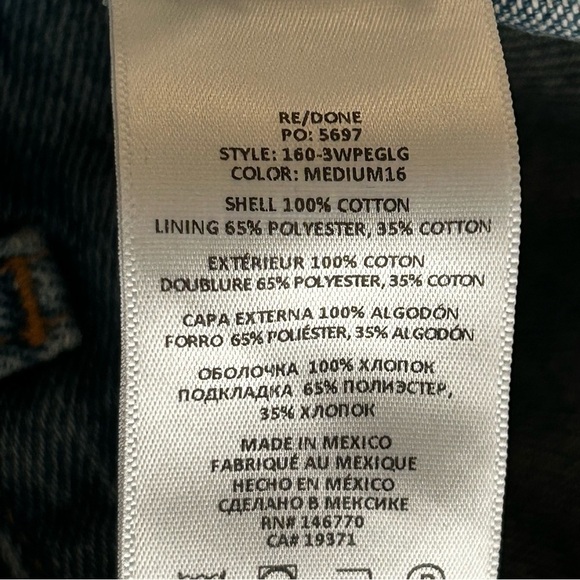 RE/DONE
PO: 5697
STYLE: 160-3WPEGLG
COLOR: MEDIUM16
SHELL 100% COTTON
LINING 65% POLYESTER, 35% COTTON
EXTÉRIEUR 100% COTON
DOUBLURE 65% POLYESTER, 35% COTON
CAPA EXTERNA 100% ALGODÓN
FORRO 65% POLIÉSTER, 35% ALGODÓN
ОБОЛОЧКА 100% ХЛОПОК
ПОДКЛАДКА 65% ПОЛИЭСТЕР,
35% ХЛОПОК
MADE IN MEXICO
FABRIQUÉ AU MEXIQUE
HECHO EN MÉXICO
СДЕЛАНО В МЕКСИКЕ
RN# 146770
CA# 19371